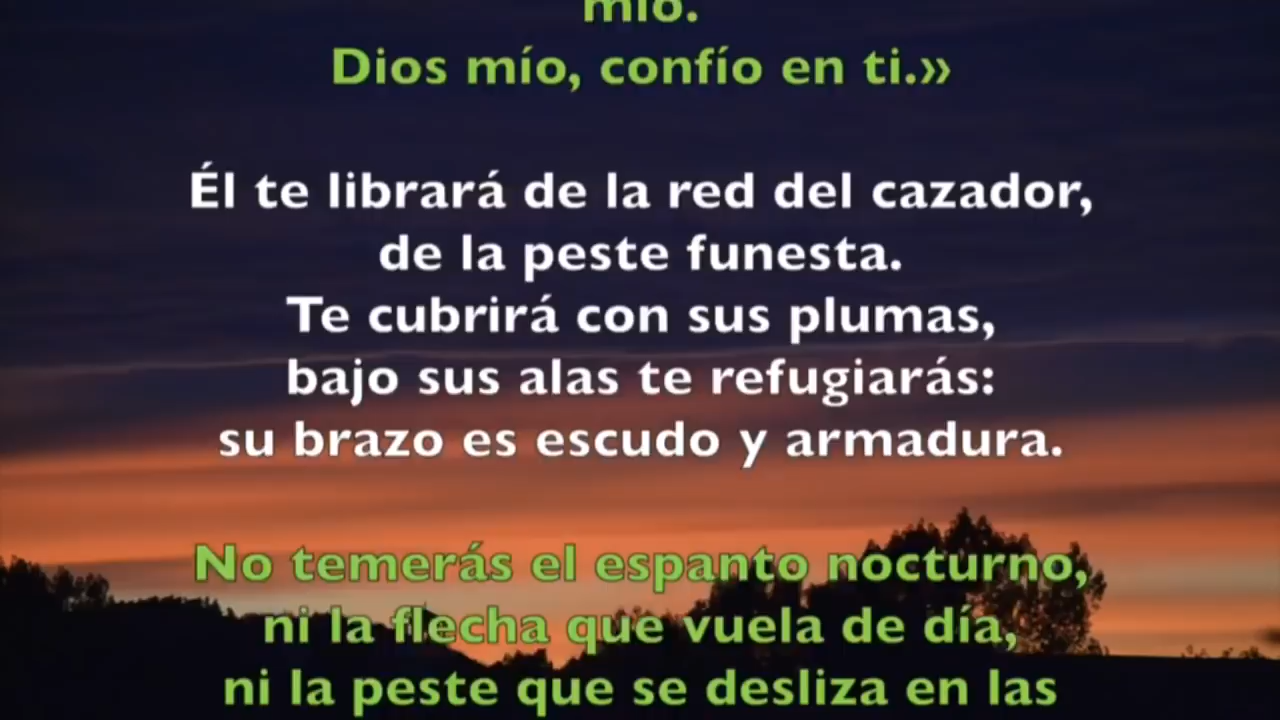 mío.
Dios mío, confío en ti.»
Él te librará de la red del cazador,
de la peste funesta.
Te cubrirá con sus plumas,
bajo sus alas te refugiarás:
su brazo es escudo y armadura.
No temerás el espanto nocturno,
ni la flecha que vuela de día,
ni la peste que se desliza en las